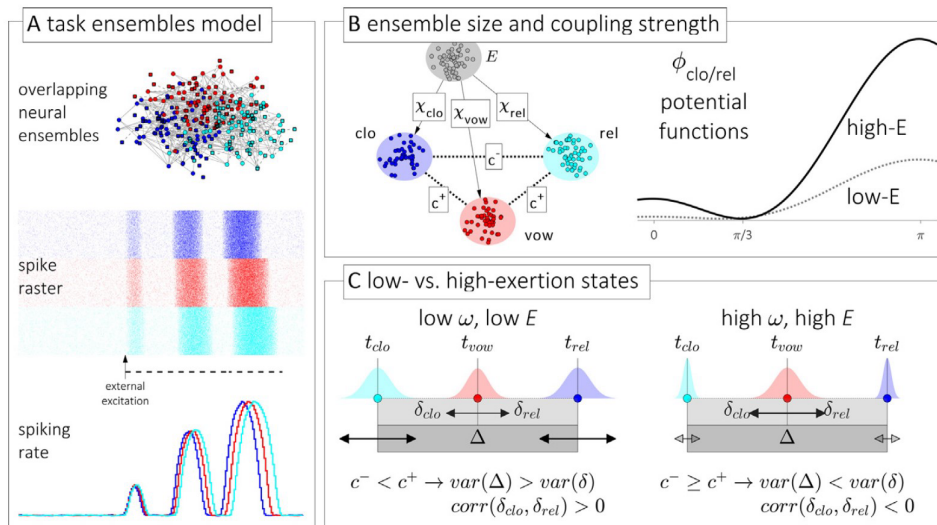 A task ensembles model
overlapping
neural
ensembles
spike
raster
external
excitation
spiking
rate
B ensemble size and coupling strength
E
χclo
χvow
χrel
clo
rel
c⁻
c⁺
c⁺
vow
ϕclo/rel
potential
functions
high-E
low-E
0
π/3
π
C low- vs. high-exertion states
low ω, low E
tclo tvow trel
δclo δrel
Δ
c⁻ < c⁺ → var(Δ) > var(δ)
corr(δclo, δrel) > 0
high ω, high E
tclo tvow trel
δclo δrel
Δ
c⁻ ≥ c⁺ → var(Δ) < var(δ)
corr(δclo, δrel) < 0